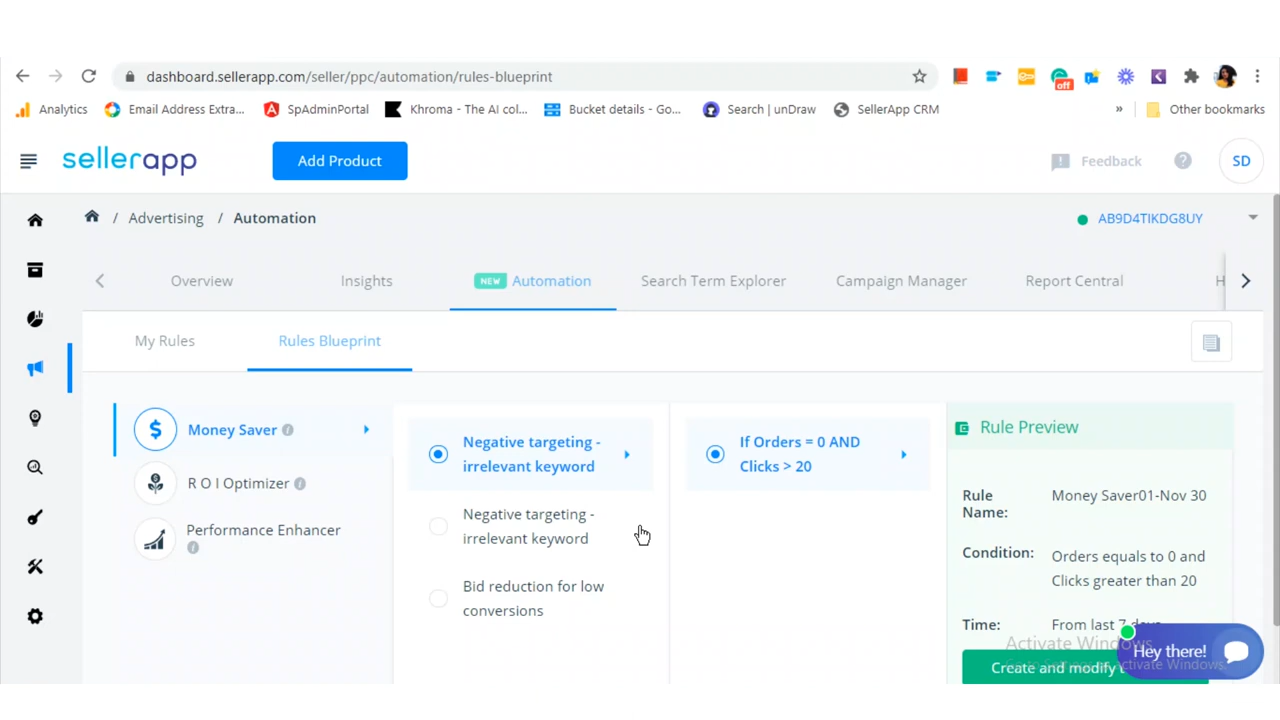 dashboard.sellerapp.com/seller/ppc/automation/rules-blueprint
off
Analytics
Email Address Extra...
SpAdminPortal
Khroma - The AI col...
Bucket details - Go...
Search | unDraw
SellerApp CRM
»
Other bookmarks
sellerapp
Add Product
Feedback
?
SD
/ Advertising / Automation
AB9D4TIKDG8UY
Overview
Insights
NEW Automation
Search Term Explorer
Campaign Manager
Report Central
H
My Rules
Rules Blueprint
$ Money Saver i
R O I Optimizer i
Performance Enhancer
i
Negative targeting -
irrelevant keyword
Negative targeting -
irrelevant keyword
Bid reduction for low
conversions
If Orders = 0 AND
Clicks > 20
Rule Preview
Rule
Name:
Money Saver01-Nov 30
Condition:
Orders equals to 0 and
Clicks greater than 20
Time:
From last 7 days
Activate Windows
Hey there!
Create and modify